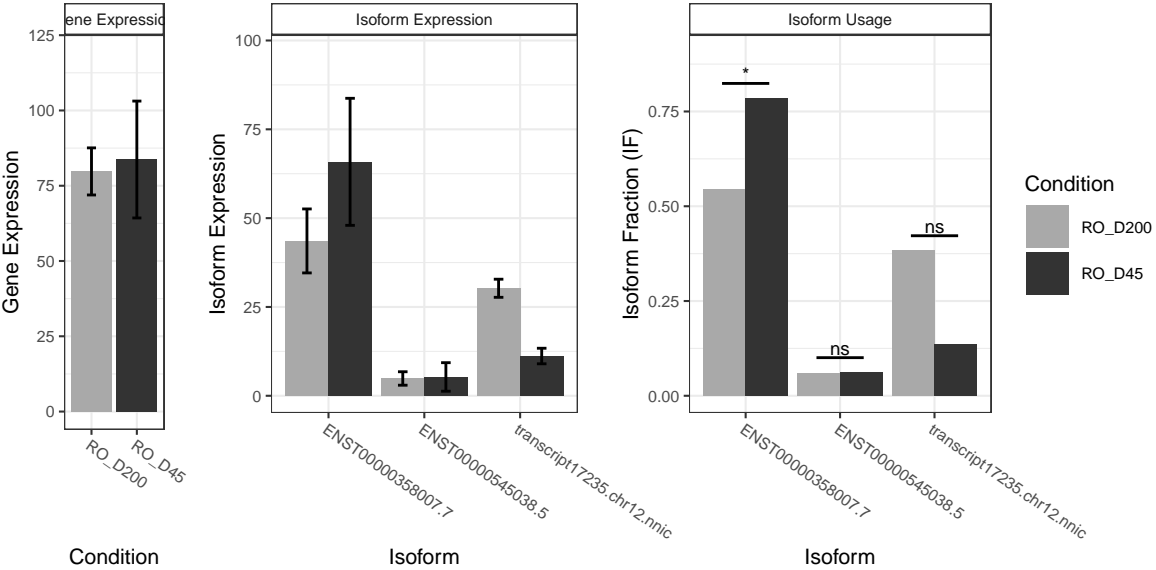 ene Expressio
Gene Expression
125
100
75
50
25
0
RO_D200
RO_D45
Condition
Isoform Expression
Isoform Expression
100
75
50
25
0
ENST00000358007.7
ENST00000545038.5
transcript17235.chr12.nnic
Isoform
Isoform Usage
Isoform Fraction (IF)
0.75
0.50
0.25
0.00
*
ns
ns
ENST00000358007.7
ENST00000545038.5
transcript17235.chr12.nnic
Isoform
Condition
RO_D200
RO_D45